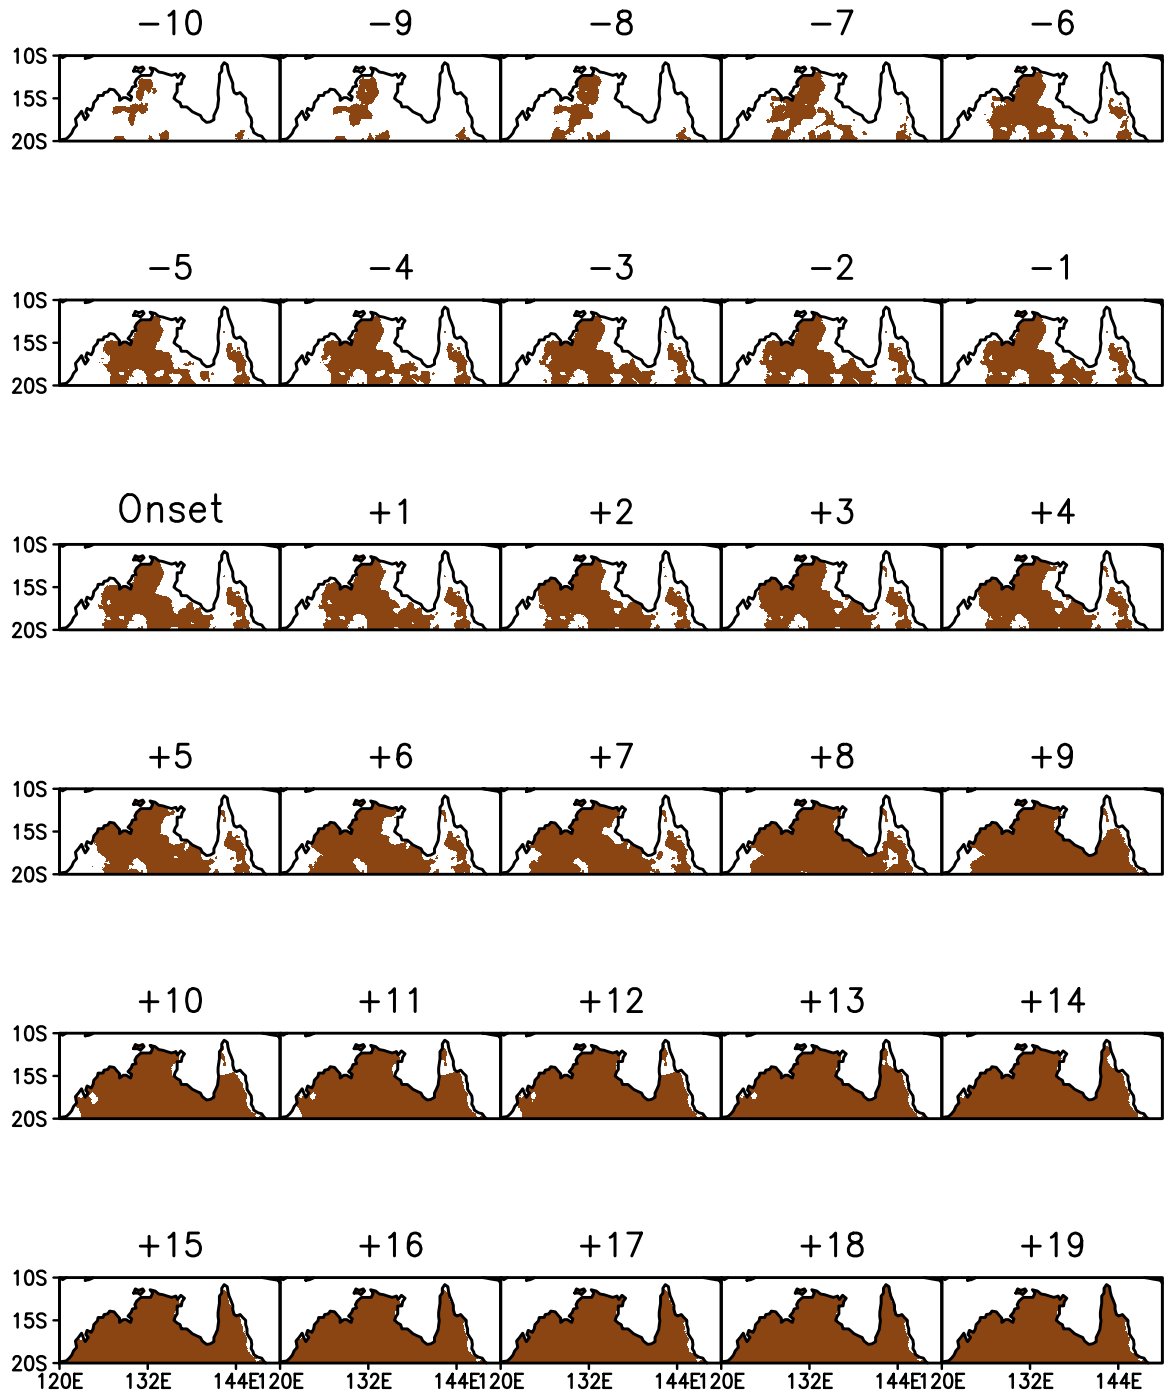 −10 −9 −8 −7 −6
10S
15S
20S
−5 −4 −3 −2 −1
10S
15S
20S
Onset +1 +2 +3 +4
10S
15S
20S
+5 +6 +7 +8 +9
10S
15S
20S
+10 +11 +12 +13 +14
10S
15S
20S
+15 +16 +17 +18 +19
10S
15S
20S
120E 132E 144E120E 132E 144E120E 132E 144E120E 132E 144E120E 132E 144E